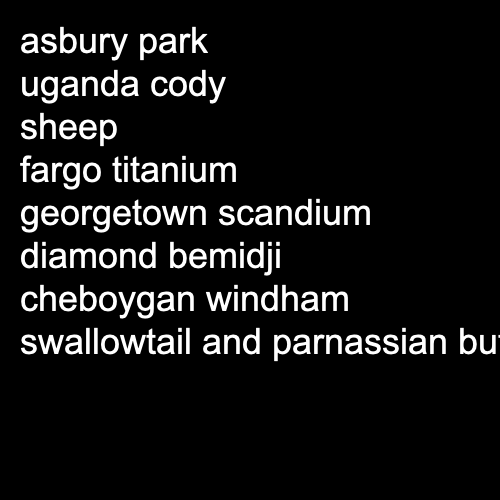 asbury park
uganda cody
sheep
fargo titanium
georgetown scandium
diamond bemidji
cheboygan windham
swallowtail and parnassian